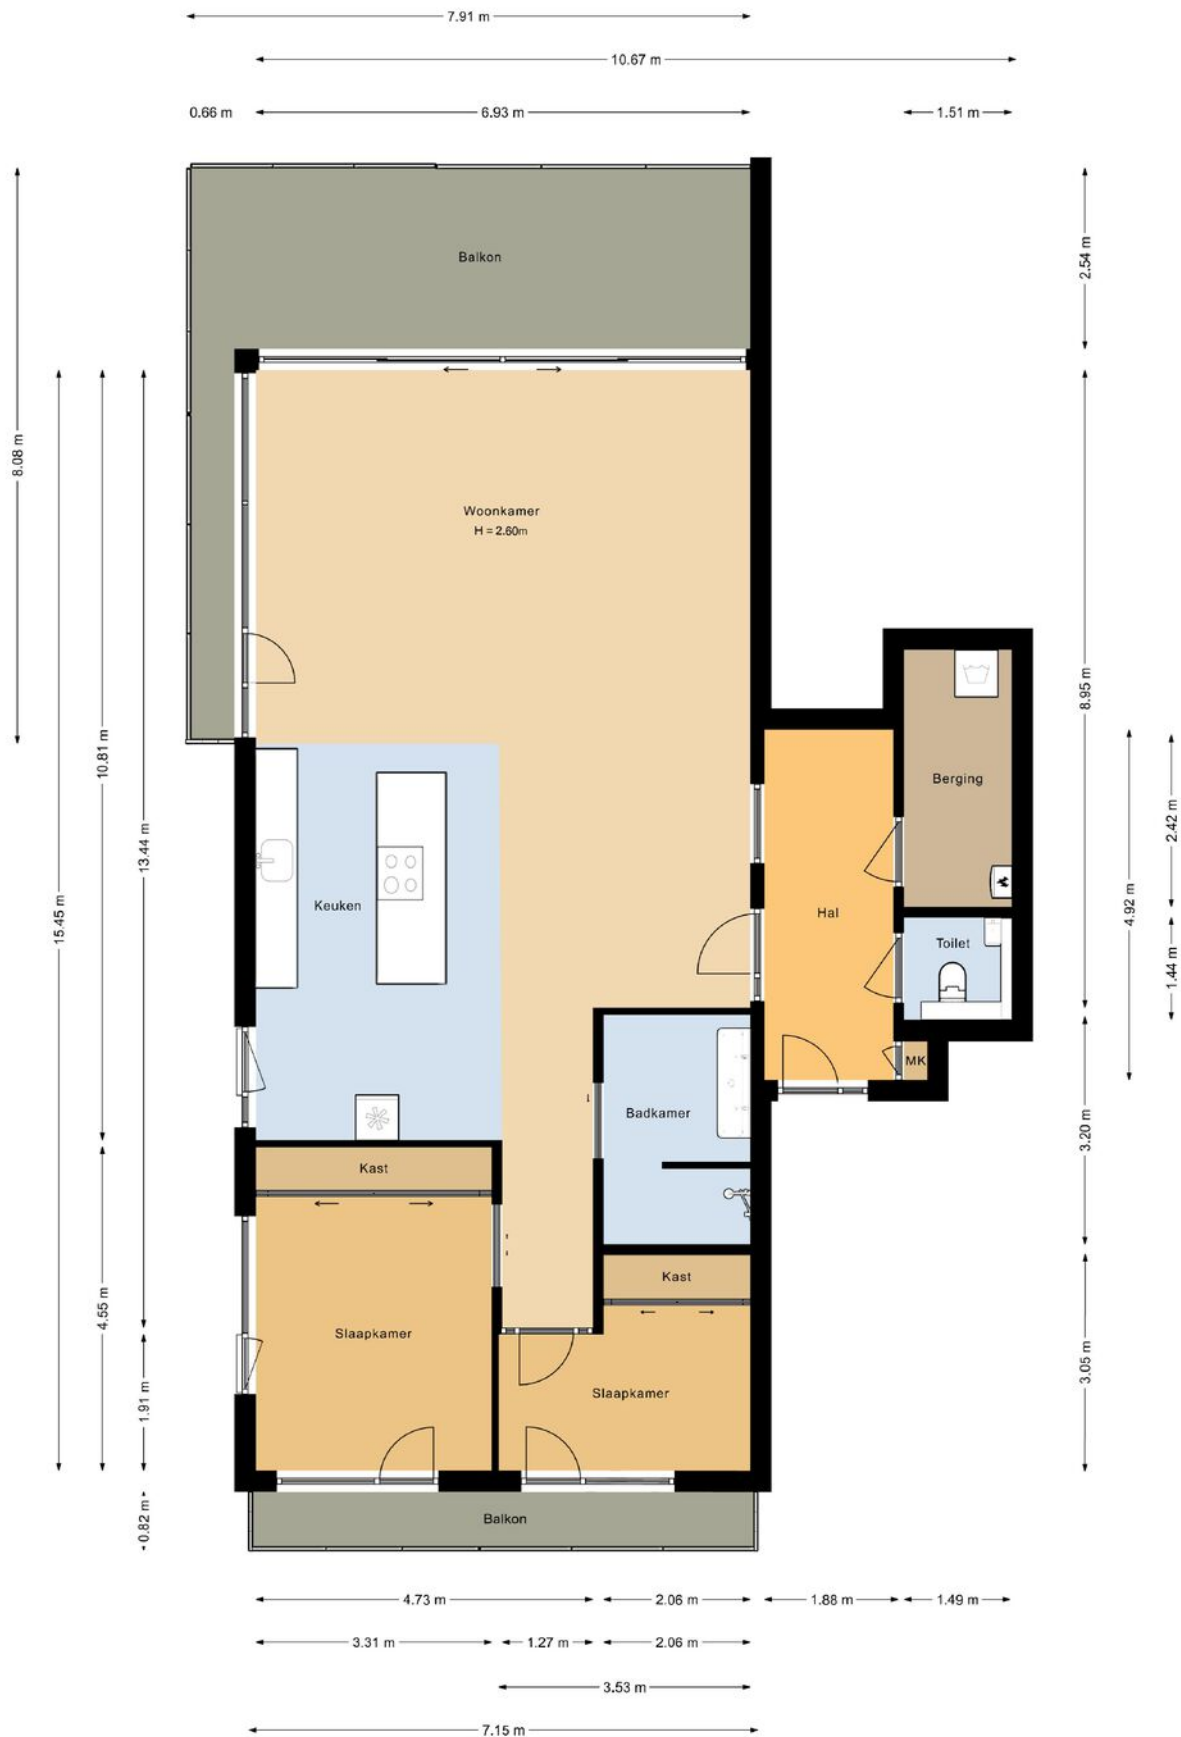 7.91 m
10.67 m
0.66 m
6.93 m
1.51 m
Balkon
2.54 m
8.08 m
Woonkamer
H = 2.60m
8.95 m
10.81 m
13.44 m
15.45 m
Berging
2.42 m
4.92 m
Keuken
Hal
Toilet
1.44 m
MK
Badkamer
3.20 m
Kast
Kast
4.55 m
Slaapkamer
Slaapkamer
3.05 m
1.91 m
0.82 m
Balkon
4.73 m
2.06 m
1.88 m
1.49 m
3.31 m
1.27 m
2.06 m
3.53 m
7.15 m